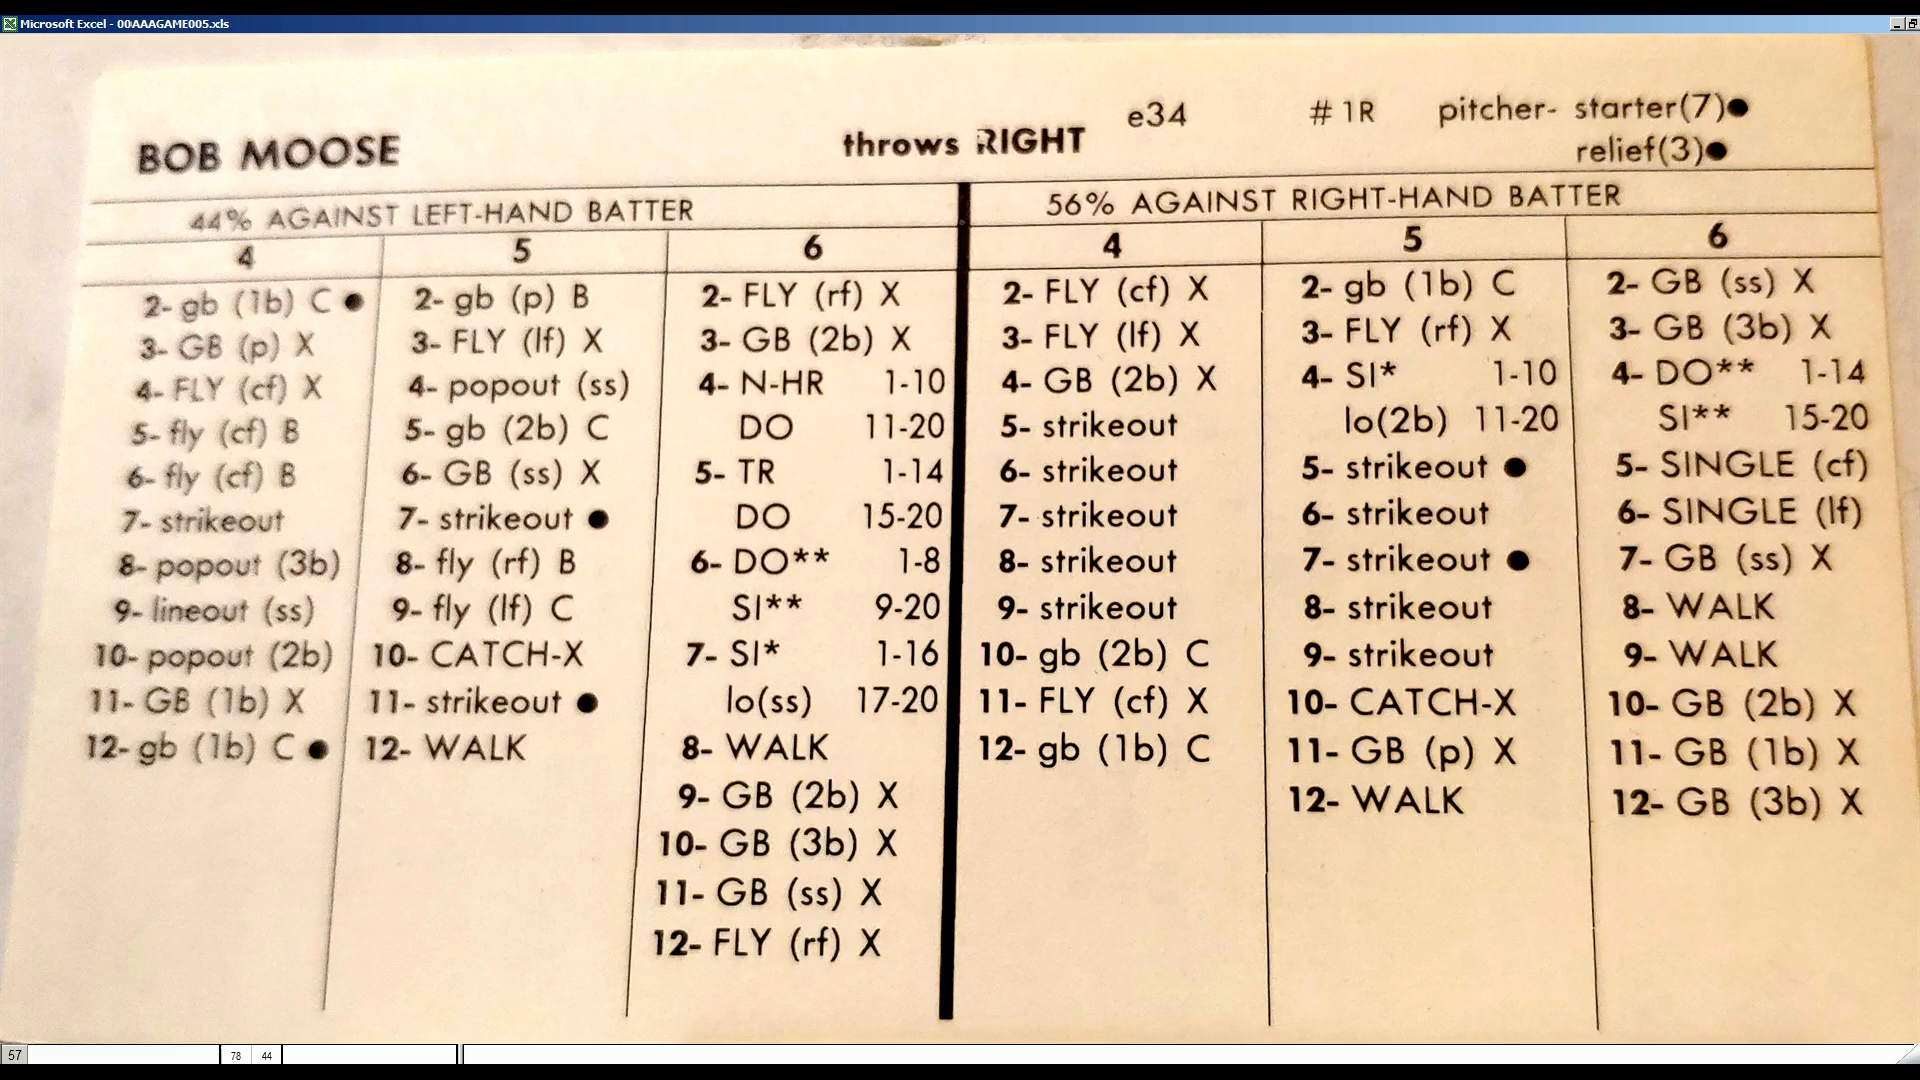 Microsoft Excel - 00AAAGAME005.xls
BOB MOOSE
throws RIGHT
e34
# 1R
pitcher- starter(7)●
relief(3)●
44% AGAINST LEFT-HAND BATTER
4
2- gb (1b) C ●
3- GB (p) X
4- FLY (cf) X
5- fly (cf) B
6- fly (cf) B
7- strikeout
8- popout (3b)
9- lineout (ss)
10- popout (2b)
11- GB (1b) X
12- gb (1b) C ●
5
2- gb (p) B
3- FLY (lf) X
4- popout (ss)
5- gb (2b) C
6- GB (ss) X
7- strikeout ●
8- fly (rf) B
9- fly (lf) C
10- CATCH-X
11- strikeout ●
12- WALK
6
2- FLY (rf) X
3- GB (2b) X
4- N-HR 1-10
DO 11-20
5- TR 1-14
DO 15-20
6- DO** 1-8
SI** 9-20
7- SI* 1-16
lo(ss) 17-20
8- WALK
9- GB (2b) X
10- GB (3b) X
11- GB (ss) X
12- FLY (rf) X
56% AGAINST RIGHT-HAND BATTER
4
2- FLY (cf) X
3- FLY (lf) X
4- GB (2b) X
5- strikeout
6- strikeout
7- strikeout
8- strikeout
9- strikeout
10- gb (2b) C
11- FLY (cf) X
12- gb (1b) C
5
2- gb (1b) C
3- FLY (rf) X
4- SI* 1-10
lo(2b) 11-20
5- strikeout ●
6- strikeout
7- strikeout ●
8- strikeout
9- strikeout
10- CATCH-X
11- GB (p) X
12- WALK
6
2- GB (ss) X
3- GB (3b) X
4- DO** 1-14
SI** 15-20
5- SINGLE (cf)
6- SINGLE (lf)
7- GB (ss) X
8- WALK
9- WALK
10- GB (2b) X
11- GB (1b) X
12- GB (3b) X
57
78 44